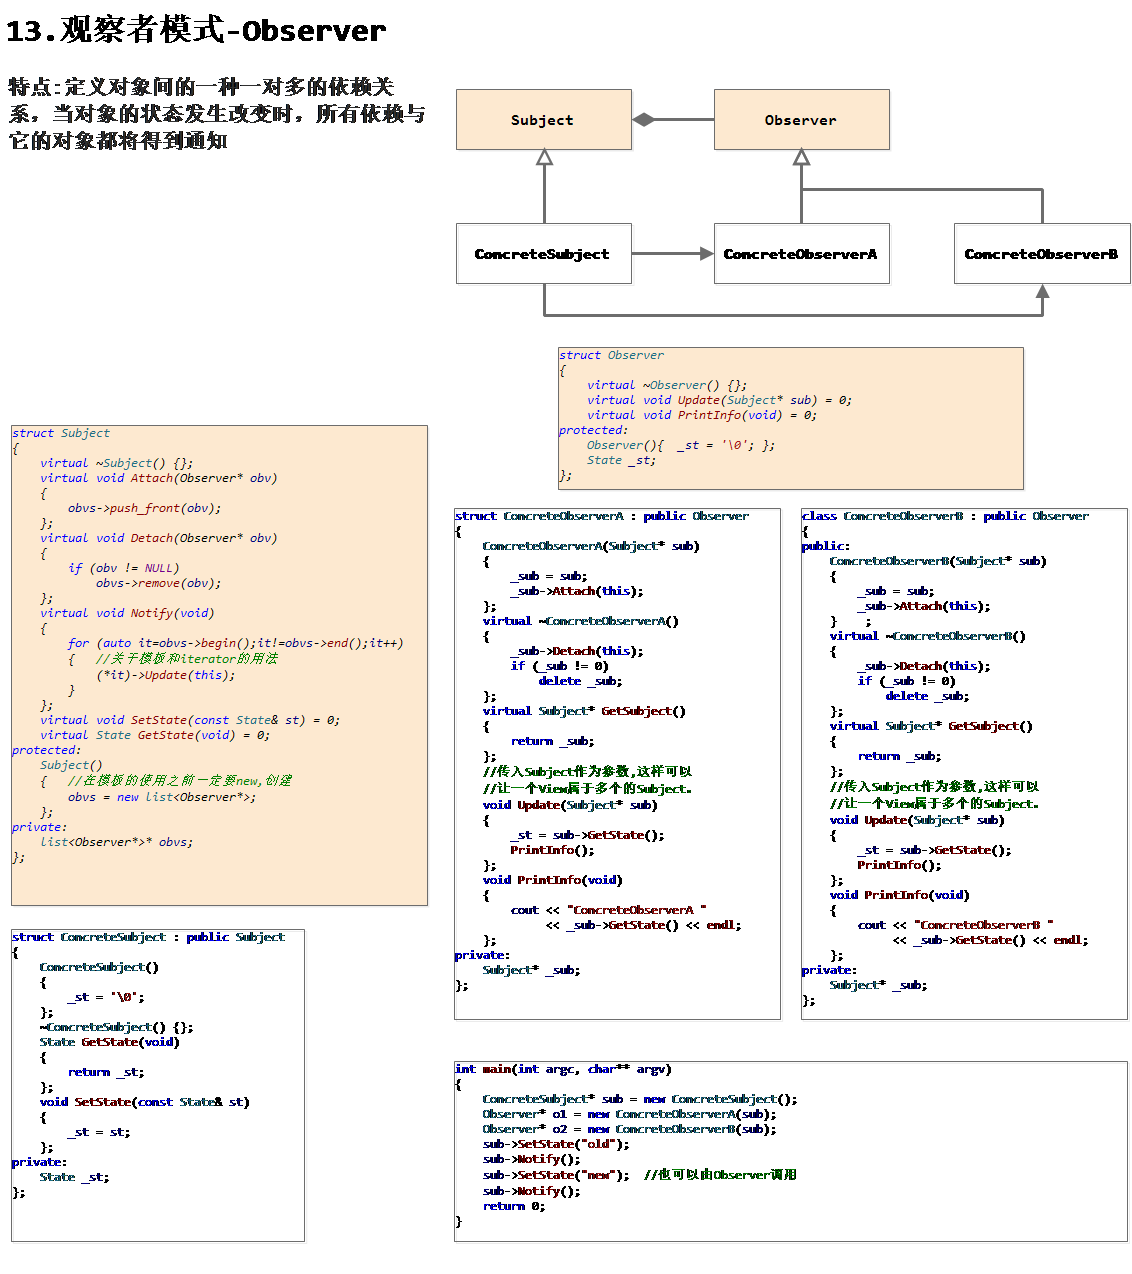 13.观察者模式-Observer
特点:定义对象间的一种一对多的依赖关
系，当对象的状态发生改变时，所有依赖与
它的对象都将得到通知
Subject
Observer
ConcreteSubject
ConcreteObserverA
ConcreteObserverB
struct Observer
{
    virtual ~Observer() {};
    virtual void Update(Subject* sub) = 0;
    virtual void PrintInfo(void) = 0;
protected:
    Observer(){  _st = '\0'; };
    State _st;
};
struct Subject
{
    virtual ~Subject() {};
    virtual void Attach(Observer* obv)
    {
        obvs->push_front(obv);
    };
    virtual void Detach(Observer* obv)
    {
        if (obv != NULL)
            obvs->remove(obv);
    };
    virtual void Notify(void)
    {
        for (auto it=obvs->begin();it!=obvs->end();it++)
        {   //关于模板和iterator的用法
            (*it)->Update(this);
        }
    };
    virtual void SetState(const State& st) = 0;
    virtual State GetState(void) = 0;
protected:
    Subject()
    {   //在模板的使用之前一定要new,创建
        obvs = new list<Observer*>;
    };
private:
    list<Observer*>* obvs;
};
struct ConcreteSubject : public Subject
{
    ConcreteSubject()
    {
        _st = '\0';
    };
    ~ConcreteSubject() {};
    State GetState(void)
    {
        return _st;
    };
    void SetState(const State& st)
    {
        _st = st;
    };
private:
    State _st;
};
struct ConcreteObserverA : public Observer
{
    ConcreteObserverA(Subject* sub)
    {
        _sub = sub;
        _sub->Attach(this);
    };
    virtual ~ConcreteObserverA()
    {
        _sub->Detach(this);
        if (_sub != 0)
            delete _sub;
    };
    virtual Subject* GetSubject()
    {
        return _sub;
    };
    //传入Subject作为参数,这样可以
    //让一个View属于多个的Subject.
    void Update(Subject* sub)
    {
        _st = sub->GetState();
        PrintInfo();
    };
    void PrintInfo(void)
    {
        cout << "ConcreteObserverA "
             << _sub->GetState() << endl;
    };
private:
    Subject* _sub;
};
class ConcreteObserverB : public Observer
{
public:
    ConcreteObserverB(Subject* sub)
    {
        _sub = sub;
        _sub->Attach(this);
    }    ;
    virtual ~ConcreteObserverB()
    {
        _sub->Detach(this);
        if (_sub != 0)
            delete _sub;
    };
    virtual Subject* GetSubject()
    {
        return _sub;
    };
    //传入Subject作为参数,这样可以
    //让一个View属于多个的Subject.
    void Update(Subject* sub)
    {
        _st = sub->GetState();
        PrintInfo();
    };
    void PrintInfo(void)
    {
        cout << "ConcreteObserverB "
             << _sub->GetState() << endl;
    };
private:
    Subject* _sub;
};
int main(int argc, char** argv)
{
    ConcreteSubject* sub = new ConcreteSubject();
    Observer* o1 = new ConcreteObserverA(sub);
    Observer* o2 = new ConcreteObserverB(sub);
    sub->SetState("old");
    sub->Notify();
    sub->SetState("new");  //也可以由Observer调用
    sub->Notify();
    return 0;
}